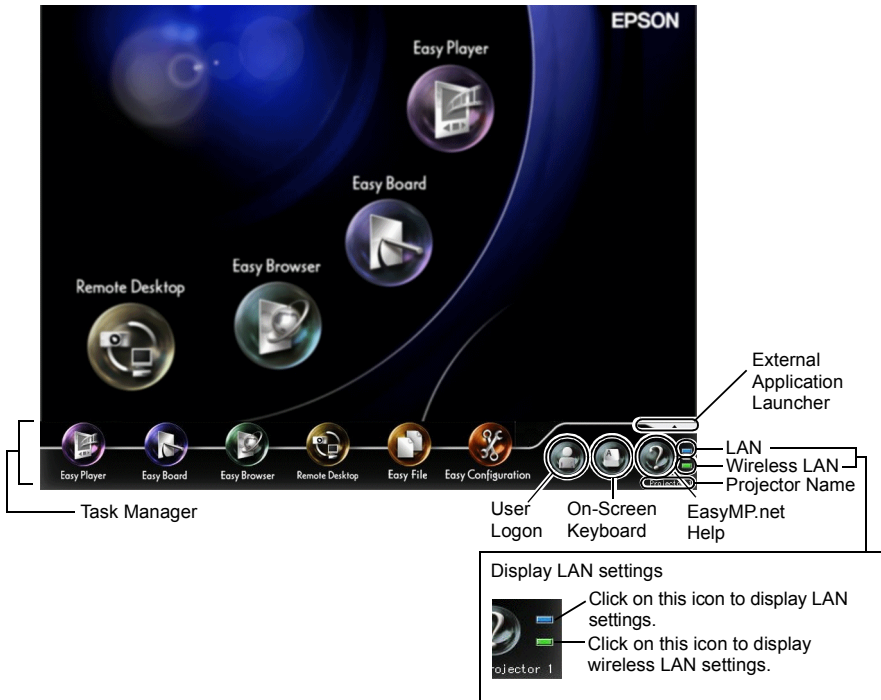 EPSON
Easy Player
Easy Board
Easy Browser
Remote Desktop
External
Application
Launcher
LAN
Wireless LAN
Projector Name
Easy Player
Easy Board
Easy Browser
Remote Desktop
Easy File
Easy Configuration
Task Manager
User
Logon
On-Screen
Keyboard
EasyMP.net
Help
Display LAN settings
Click on this icon to display LAN
settings.
Click on this icon to display
wireless LAN settings.
rojector 1